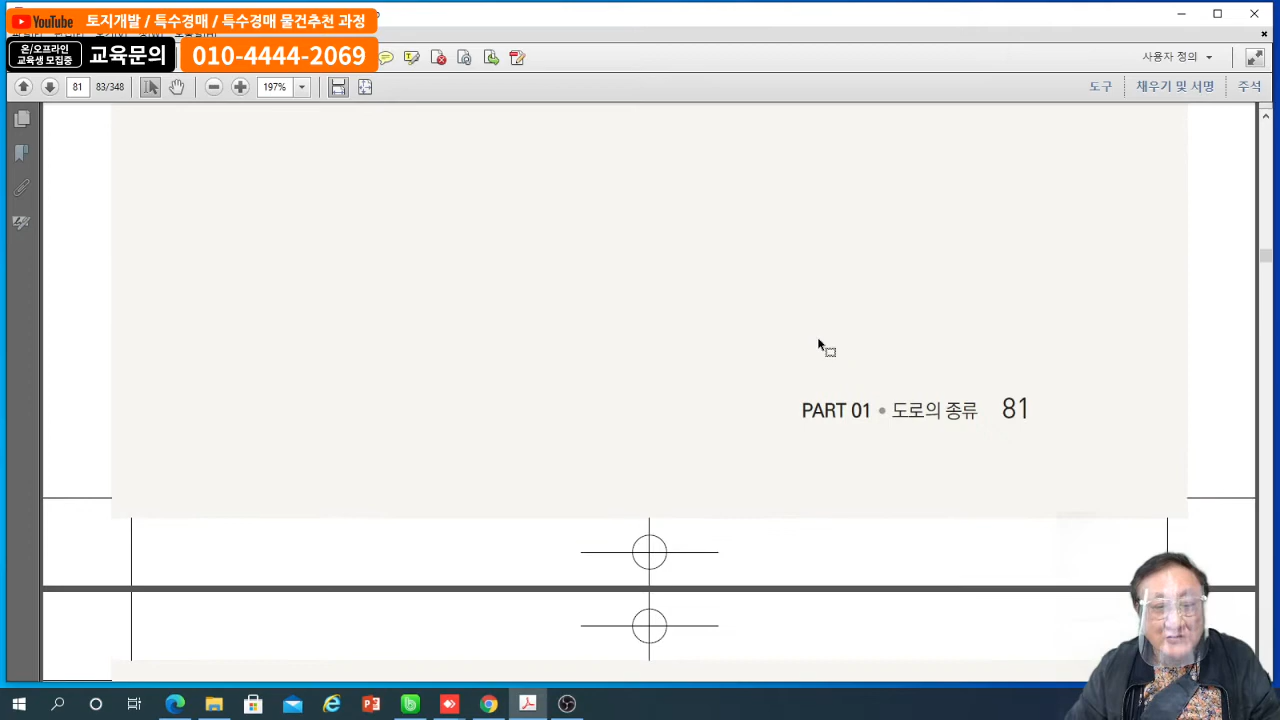 YouTube 토지개발 / 특수경매 / 특수경매 물건추천 과정
온/오프라인
교육생 모집중
교육문의
010-4444-2069
사용자 정의
81
83/348
197%
도구
채우기 및 서명
주석
PART 01 • 도로의 종류 81